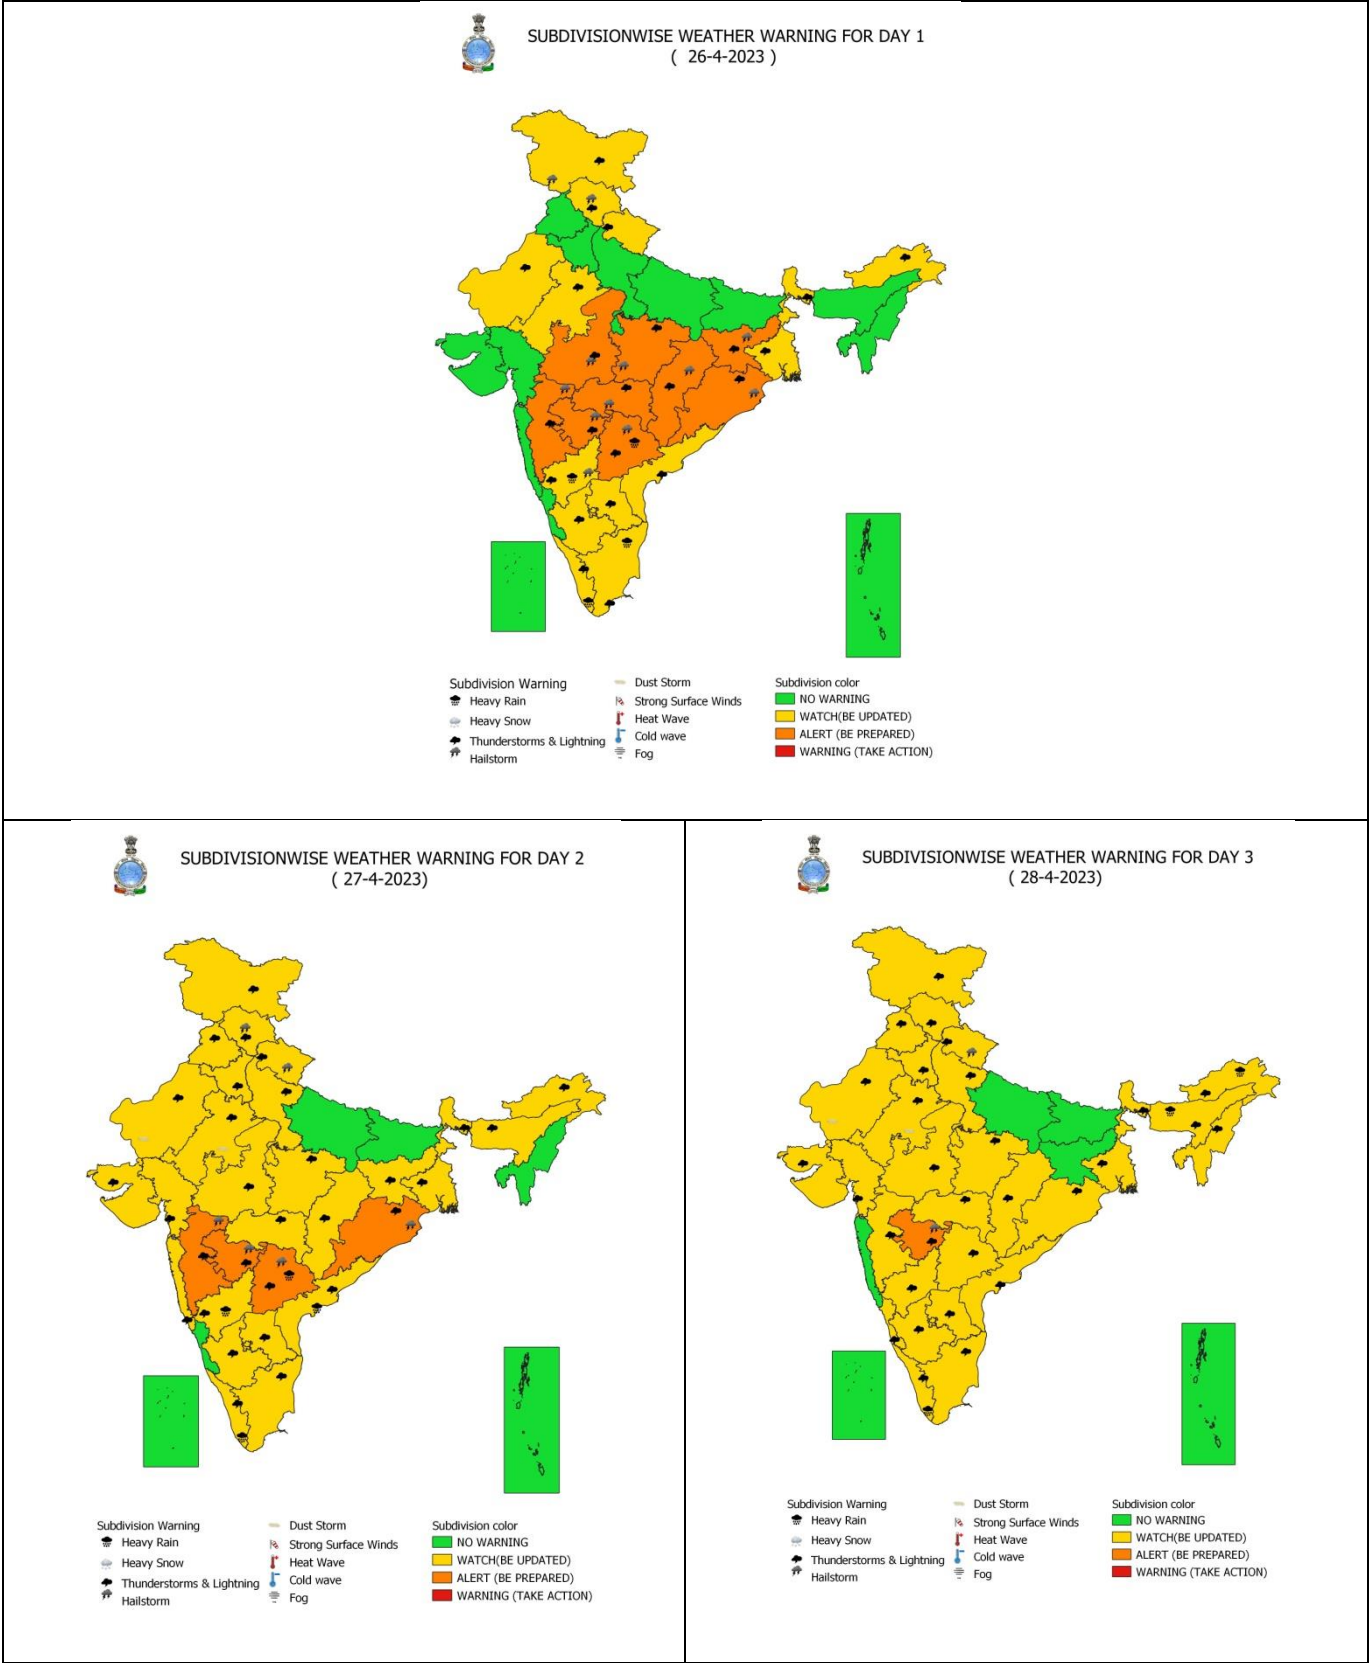 SUBDIVISIONWISE WEATHER WARNING FOR DAY 1
( 26-4-2023 )
Subdivision Warning
Heavy Rain
Heavy Snow
Thunderstorms & Lightning
Hailstorm
Dust Storm
Strong Surface Winds
Heat Wave
Cold wave
Fog
Subdivision color
NO WARNING
WATCH(BE UPDATED)
ALERT (BE PREPARED)
WARNING (TAKE ACTION)
SUBDIVISIONWISE WEATHER WARNING FOR DAY 2
( 27-4-2023)
Subdivision Warning
Heavy Rain
Heavy Snow
Thunderstorms & Lightning
Hailstorm
Dust Storm
Strong Surface Winds
Heat Wave
Cold wave
Fog
Subdivision color
NO WARNING
WATCH(BE UPDATED)
ALERT (BE PREPARED)
WARNING (TAKE ACTION)
SUBDIVISIONWISE WEATHER WARNING FOR DAY 3
( 28-4-2023)
Subdivision Warning
Heavy Rain
Heavy Snow
Thunderstorms & Lightning
Hailstorm
Dust Storm
Strong Surface Winds
Heat Wave
Cold wave
Fog
Subdivision color
NO WARNING
WATCH(BE UPDATED)
ALERT (BE PREPARED)
WARNING (TAKE ACTION)